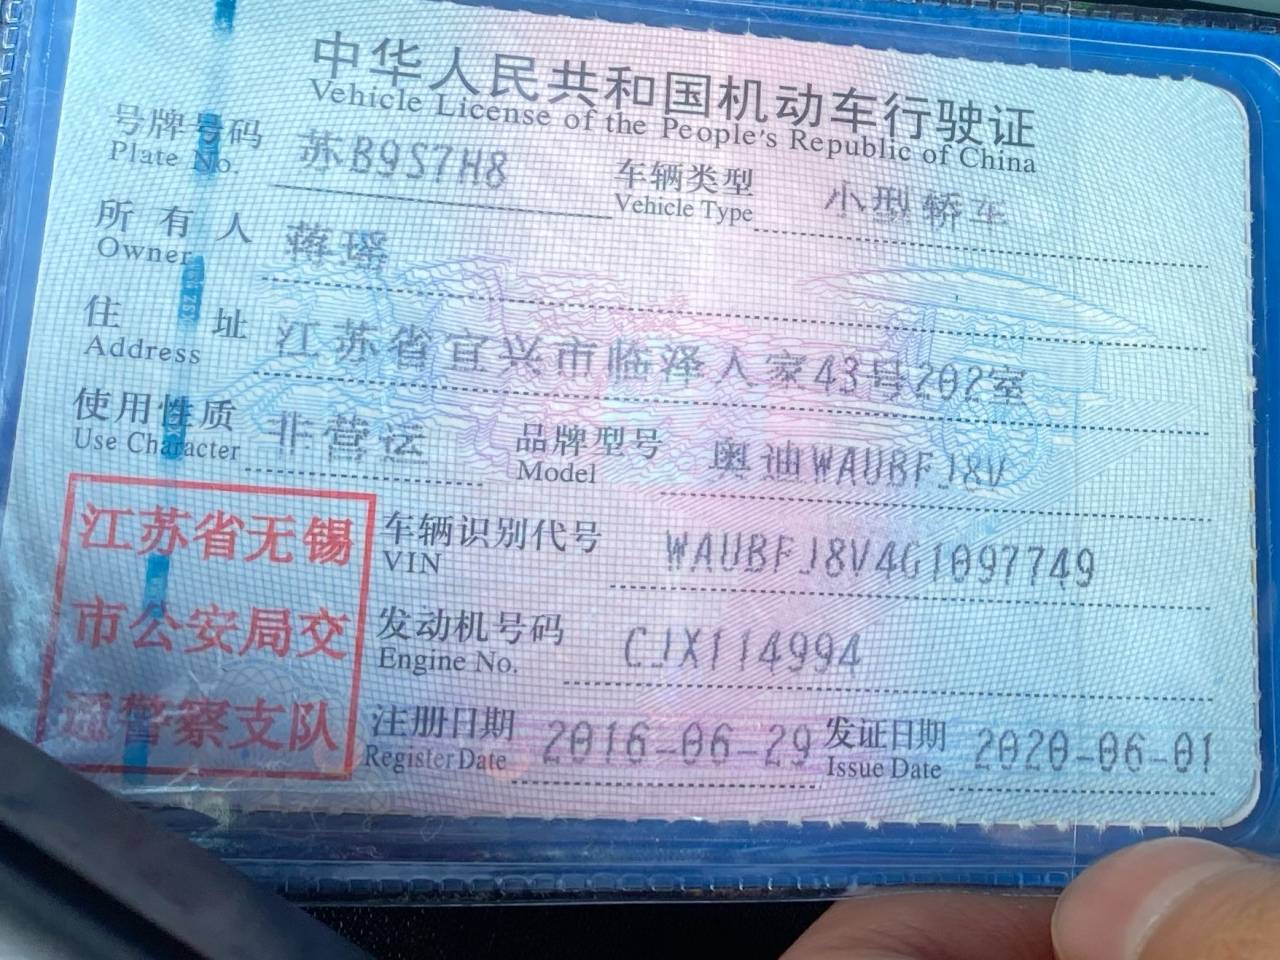 中华人民共和国机动车行驶证
Vehicle License of the People's Republic of China
号牌号码 苏B9S7H8 车辆类型 小型轿车
Plate No. Vehicle Type
所有人 蒋瑶
Owner
住址 江苏省宜兴市临泽人家43号202室
Address
使用性质 非营运 品牌型号 奥迪WAUBFJ8V
Use Character Model
江苏省无锡
市公安局交
通警察支队
车辆识别代号 WAUBFJ8V4G1097749
VIN
发动机号码 CJX114994
Engine No.
注册日期 2016-06-29 发证日期 2020-06-01
Register Date Issue Date